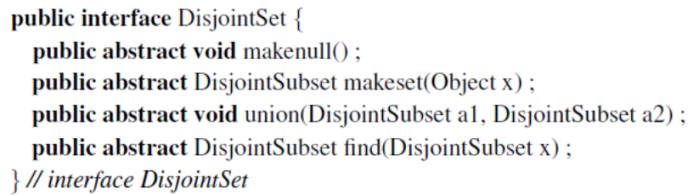 public interface DisjointSet {
public abstract void makenull() ;
public abstract DisjointSubset makeset(Object x) ;
public abstract void union(DisjointSubset a1, DisjointSubset a2) ;
public abstract DisjointSubset find(DisjointSubset x) ;
} // interface DisjointSet